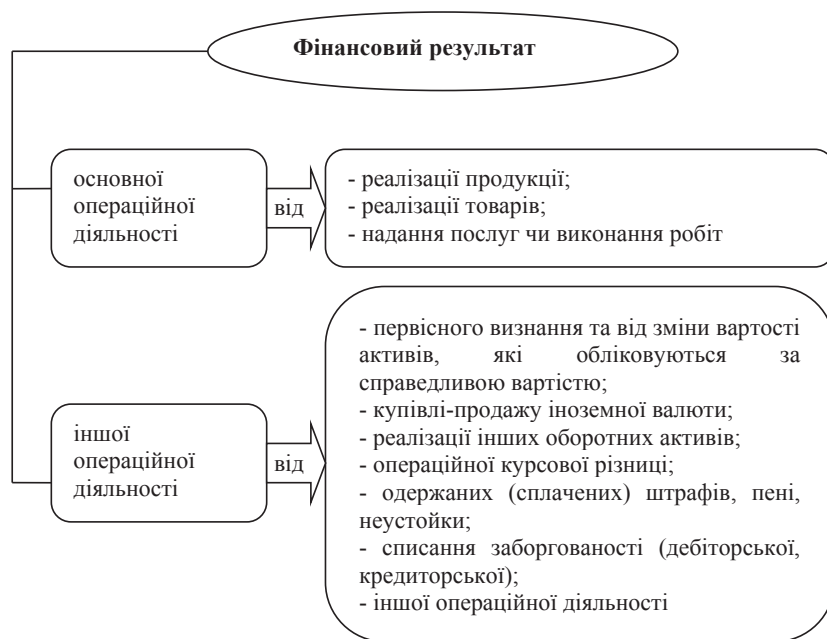 Фінансовий результат
основної
операційної
діяльності
від
- реалізації продукції;
- реалізації товарів;
- надання послуг чи виконання робіт
іншої
операційної
діяльності
від
- первісного визнання та від зміни вартості
активів, які обліковуються за
справедливою вартістю;
- купівлі-продажу іноземної валюти;
- реалізації інших оборотних активів;
- операційної курсової різниці;
- одержаних (сплачених) штрафів, пені,
неустойки;
- списання заборгованості (дебіторської,
кредиторської);
- іншої операційної діяльності